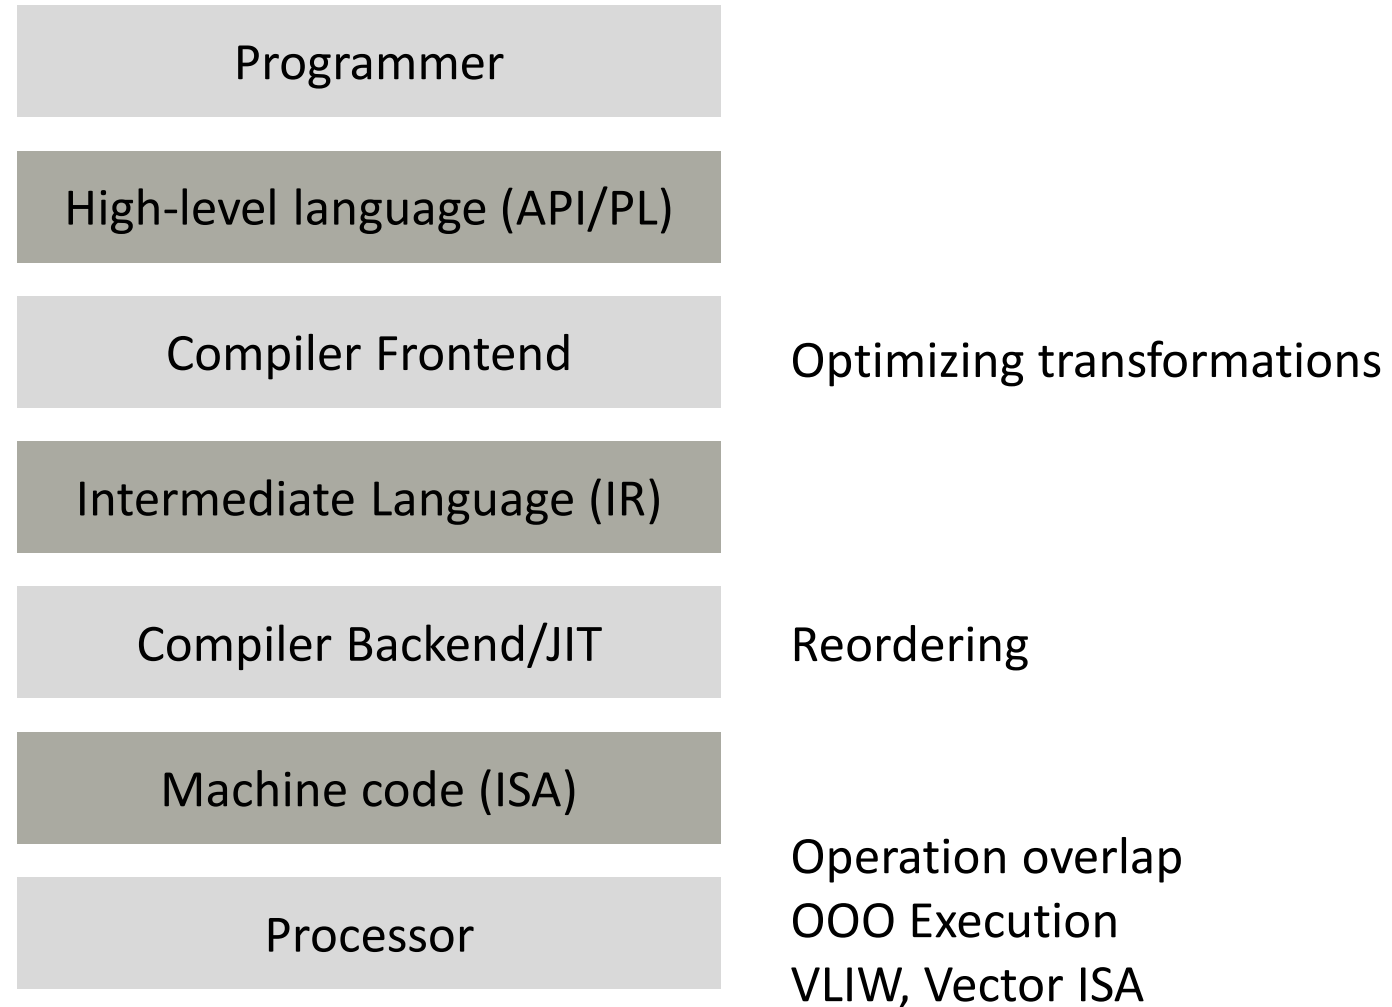 Programmer
High-level language (API/PL)
Compiler Frontend
Optimizing transformations
Intermediate Language (IR)
Compiler Backend/JIT
Reordering
Machine code (ISA)
Operation overlap
Processor
OOO Execution
VLIW, Vector ISA